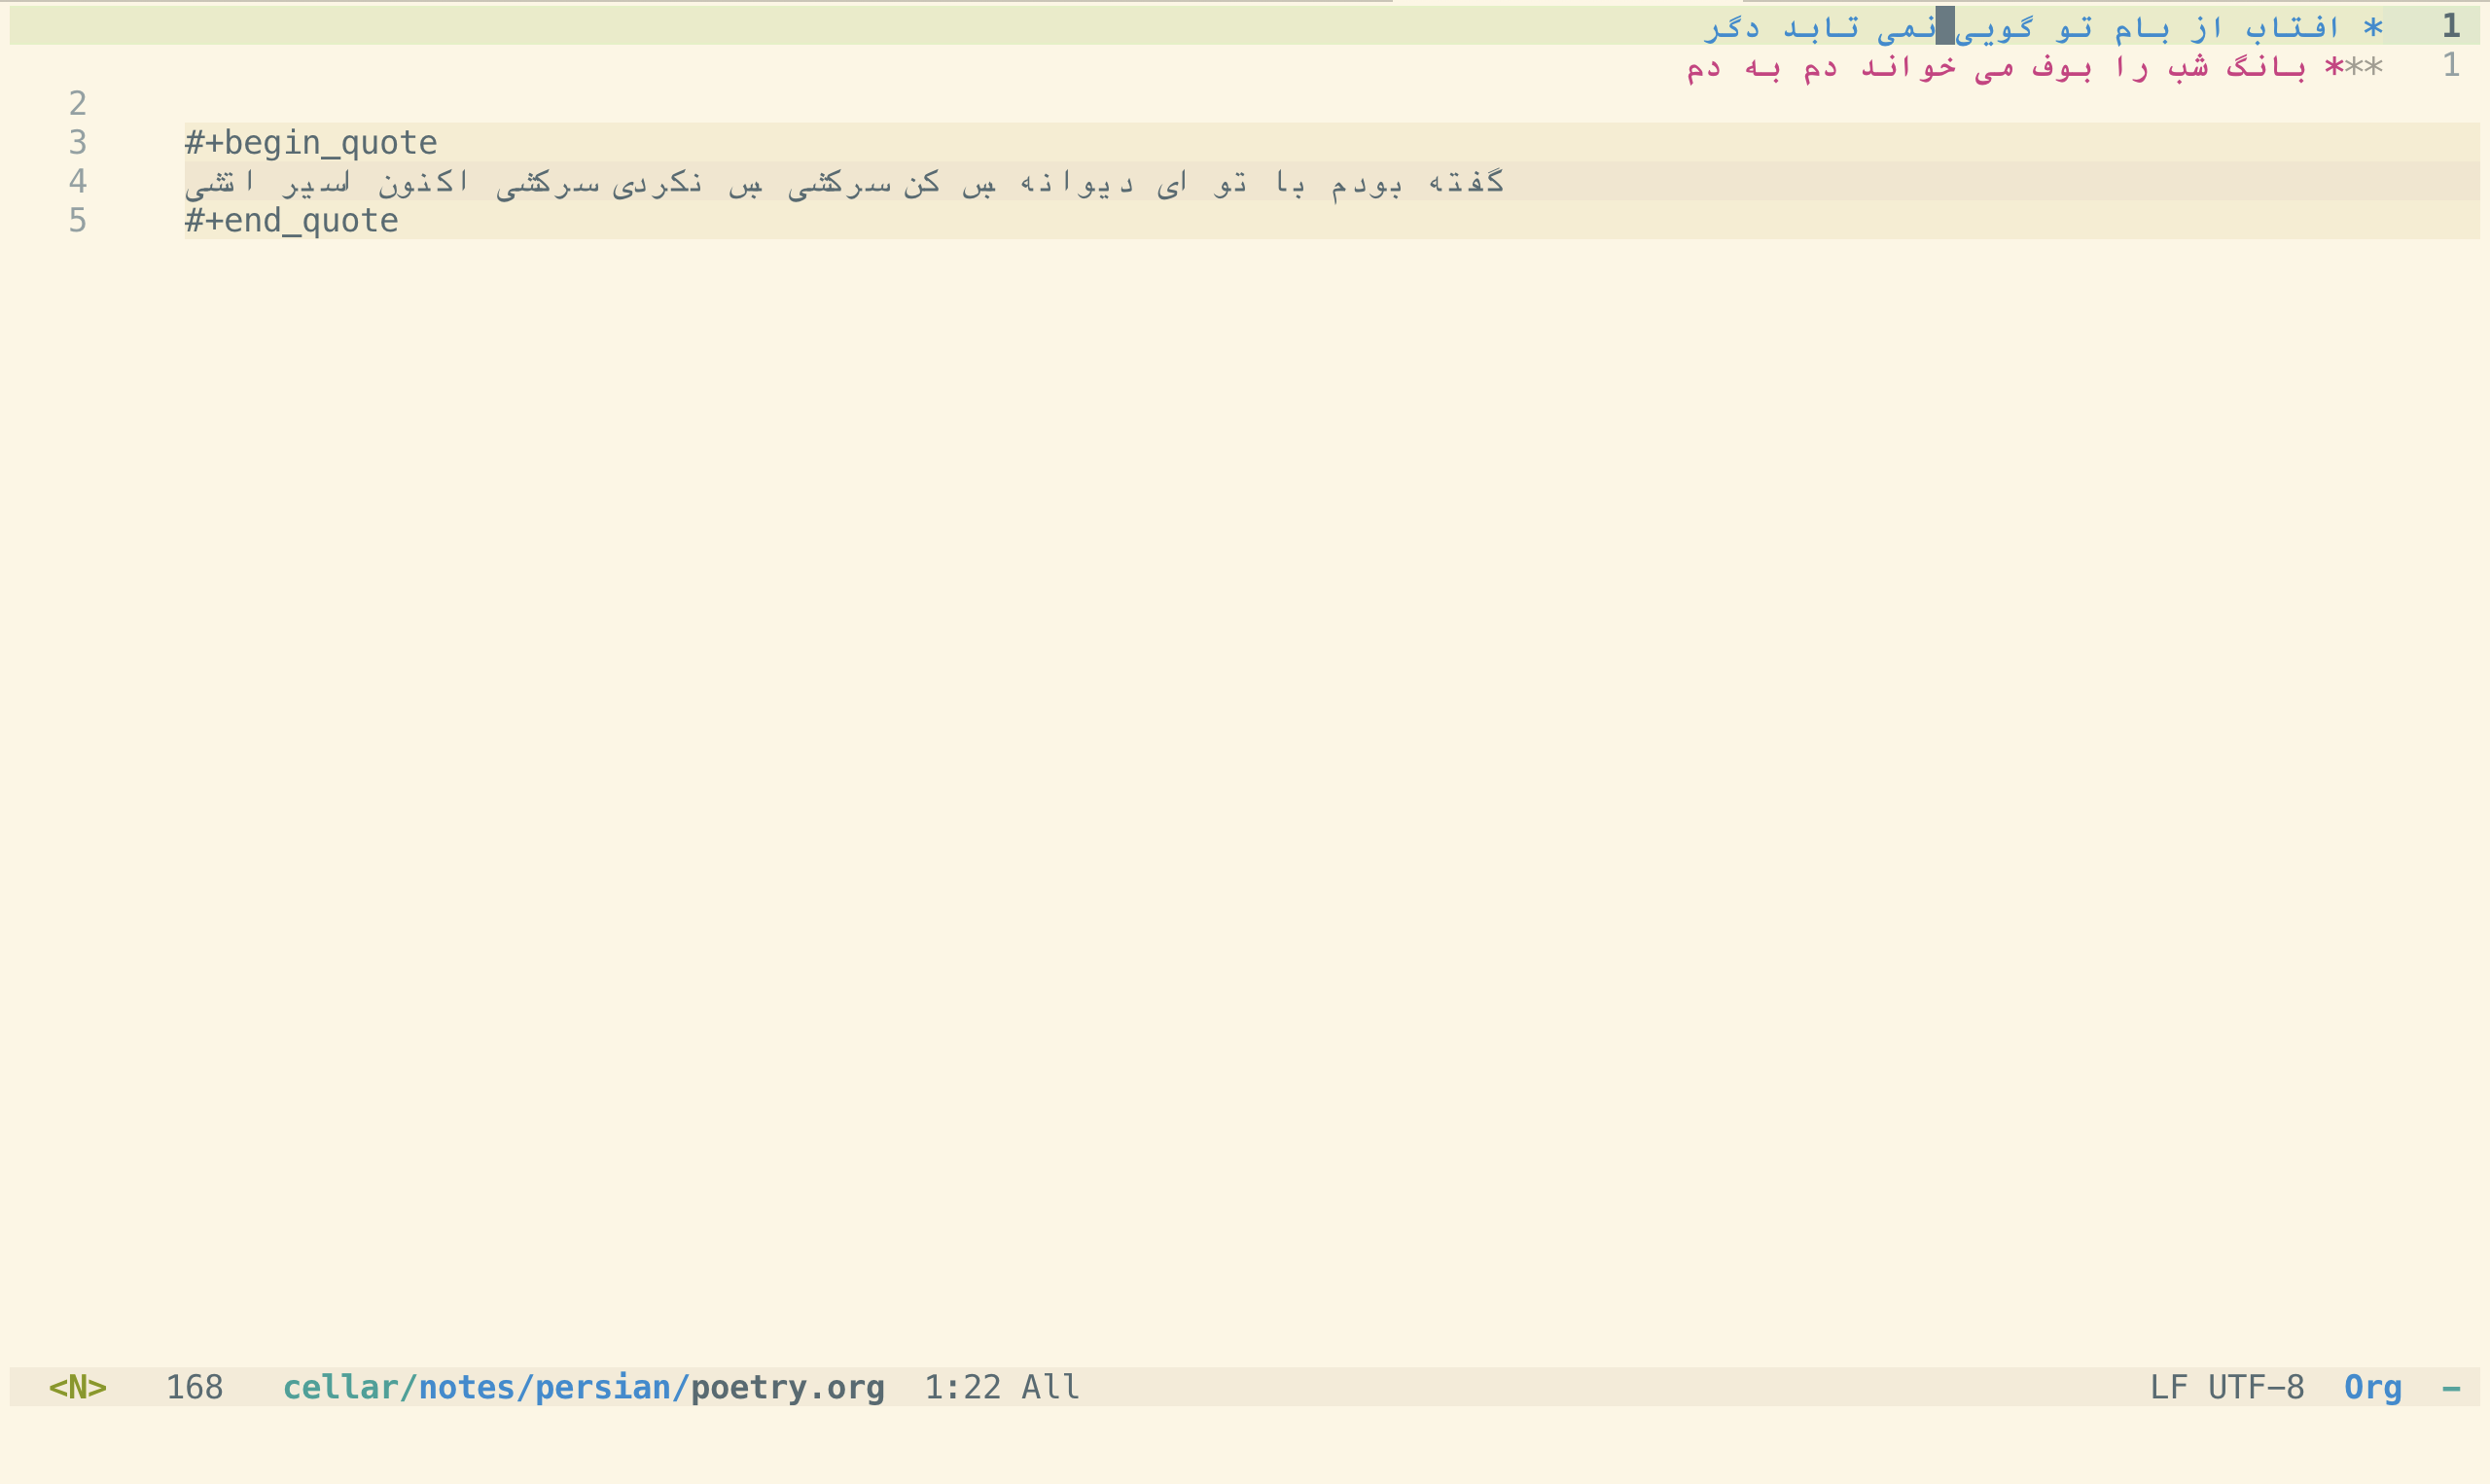 1 * افتاب از بام تو گویی نمی تابد دگر
1 *** بانگ شب را بوف می خواند دم به دم
2
3 #+begin_quote
4 گفته بودم با تو ای دیوانه بس کن سرکشی بس نکردی سرکشی اکنون اسیر اتشی
5 #+end_quote
<N> 168 cellar/notes/persian/poetry.org 1:22 All LF UTF-8 Org -